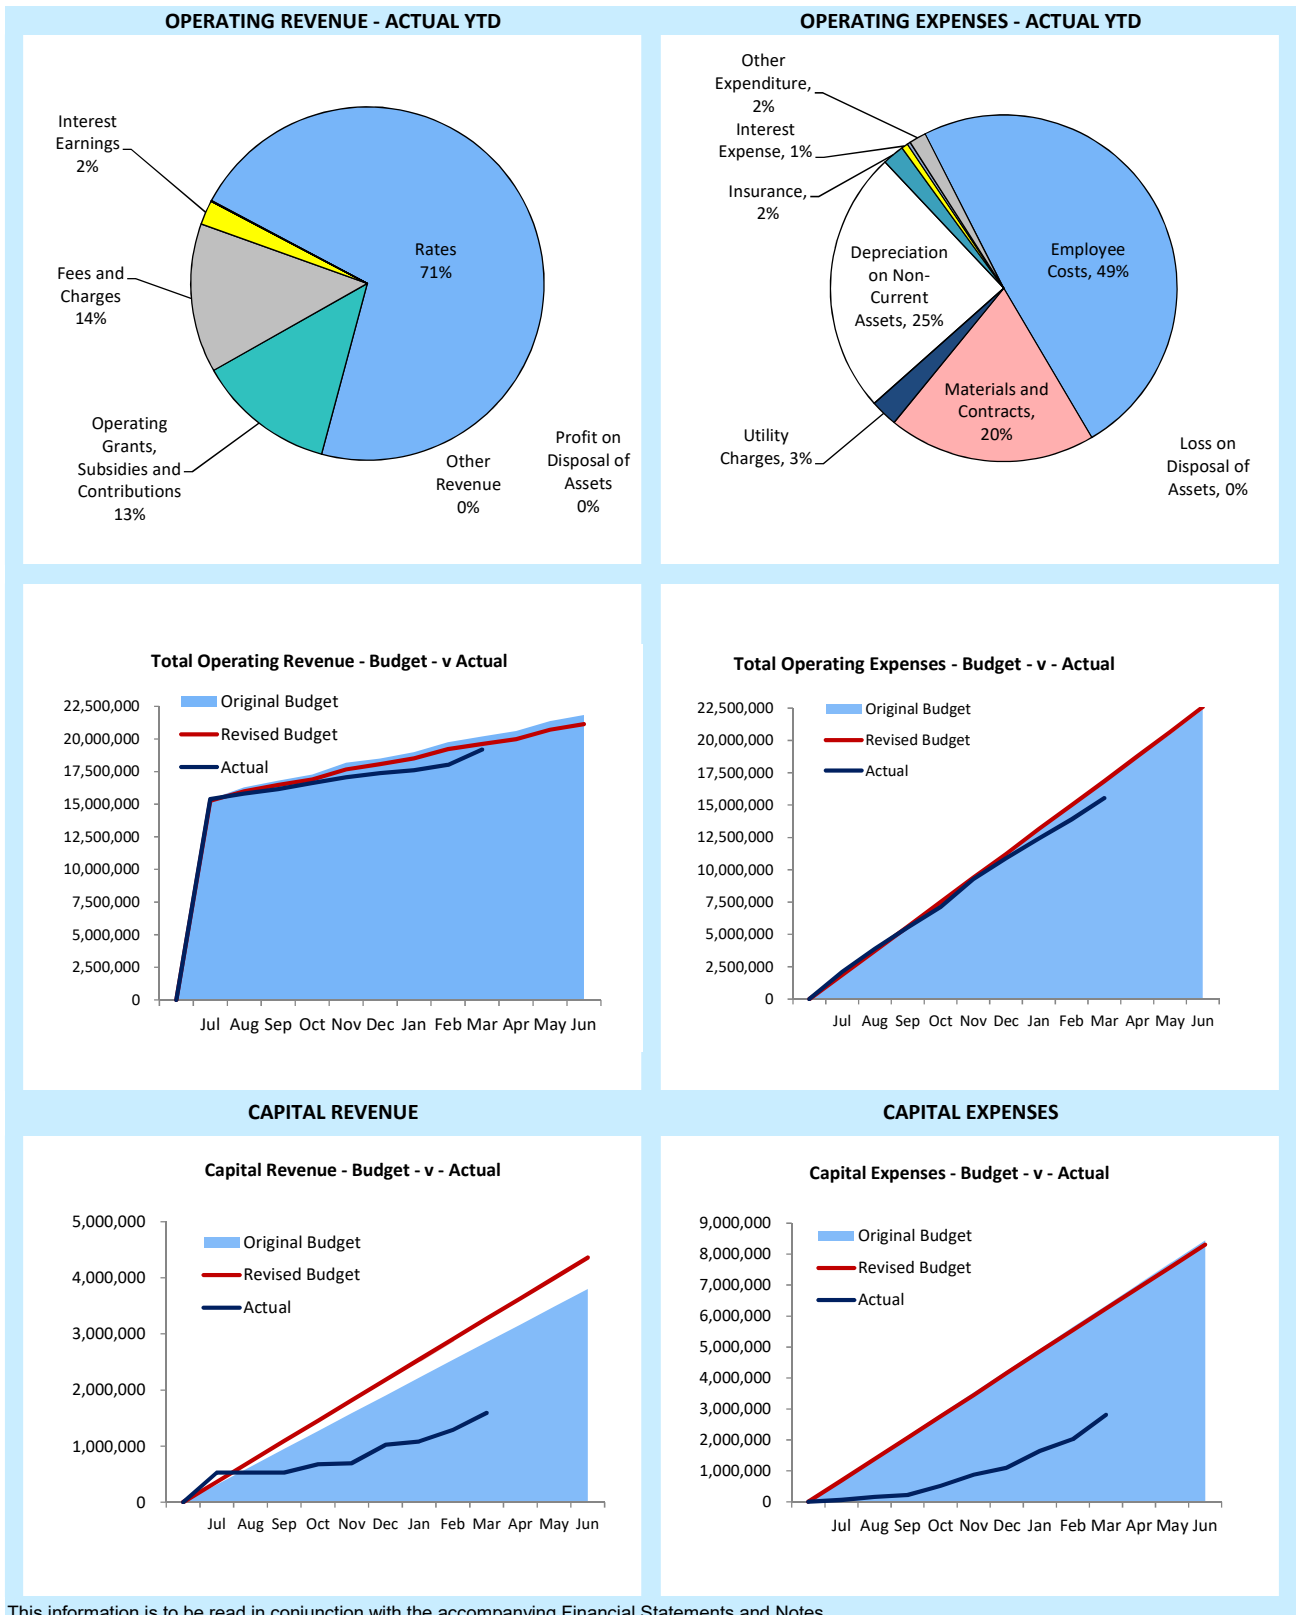 OPERATING REVENUE - ACTUAL YTD
Interest
Earnings
2%
Rates
71%
Fees and
Charges
14%
Operating
Grants,
Subsidies and
Contributions
13%
Other
Revenue
0%
Profit on
Disposal of
Assets
0%
OPERATING EXPENSES - ACTUAL YTD
Other
Expenditure,
2%
Interest
Expense, 1%
Insurance,
2%
Depreciation
on Non-
Current
Assets, 25%
Employee
Costs, 49%
Materials and
Contracts,
20%
Utility
Charges, 3%
Loss on
Disposal of
Assets, 0%
Total Operating Revenue - Budget - v Actual
Original Budget
Revised Budget
Actual
22,500,000
20,000,000
17,500,000
15,000,000
12,500,000
10,000,000
7,500,000
5,000,000
2,500,000
0
Jul Aug Sep Oct Nov Dec Jan Feb Mar Apr May Jun
Total Operating Expenses - Budget - v - Actual
Original Budget
Revised Budget
Actual
22,500,000
20,000,000
17,500,000
15,000,000
12,500,000
10,000,000
7,500,000
5,000,000
2,500,000
0
Jul Aug Sep Oct Nov Dec Jan Feb Mar Apr May Jun
CAPITAL REVENUE
Capital Revenue - Budget - v - Actual
Original Budget
Revised Budget
Actual
5,000,000
4,000,000
3,000,000
2,000,000
1,000,000
0
Jul Aug Sep Oct Nov Dec Jan Feb Mar Apr May Jun
CAPITAL EXPENSES
Capital Expenses - Budget - v - Actual
Original Budget
Revised Budget
Actual
9,000,000
8,000,000
7,000,000
6,000,000
5,000,000
4,000,000
3,000,000
2,000,000
1,000,000
0
Jul Aug Sep Oct Nov Dec Jan Feb Mar Apr May Jun
This information is to be read in conjunction with the accompanying Financial Statements and Notes